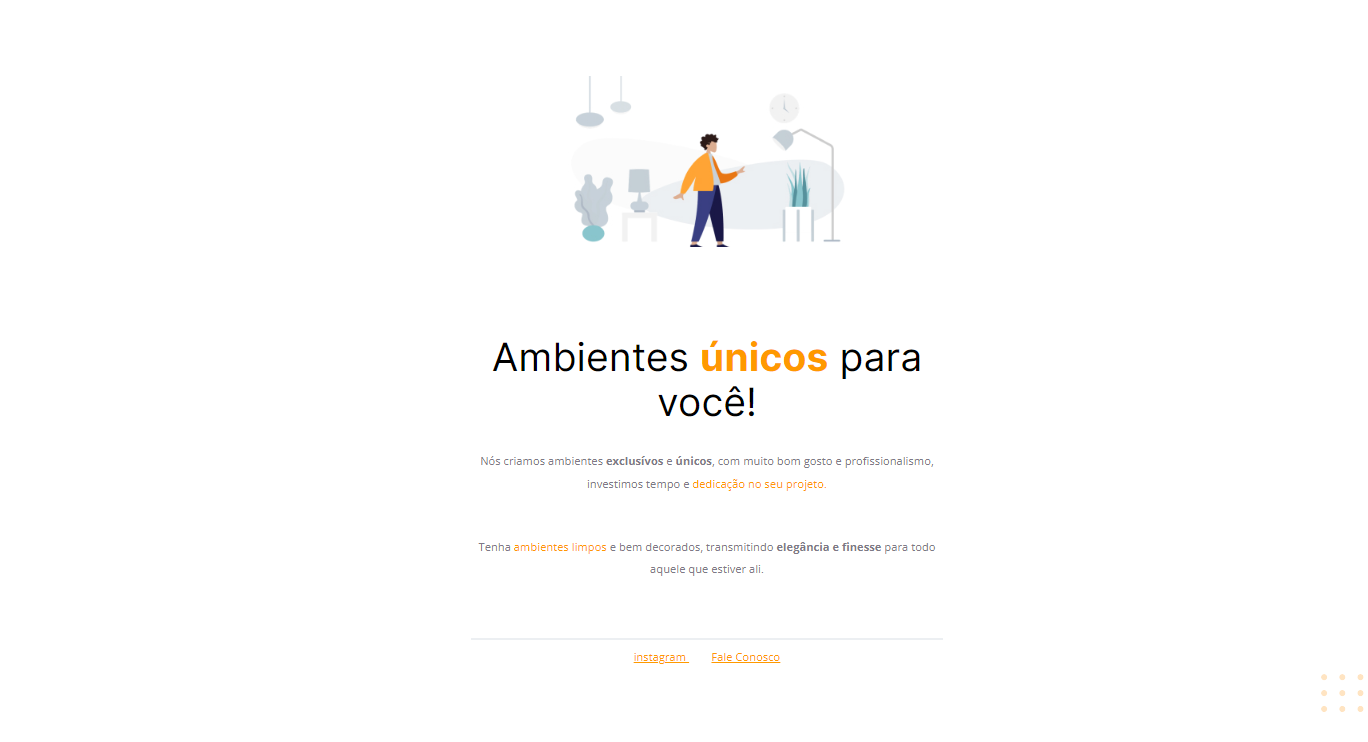 Ambientes únicos para
você!
Nós criamos ambientes exclusívos e únicos, com muito bom gosto e profissionalismo,
investimos tempo e dedicação no seu projeto.
Tenha ambientes limpos e bem decorados, transmitindo elegância e finesse para todo
aquele que estiver ali.
instagram Fale Conosco